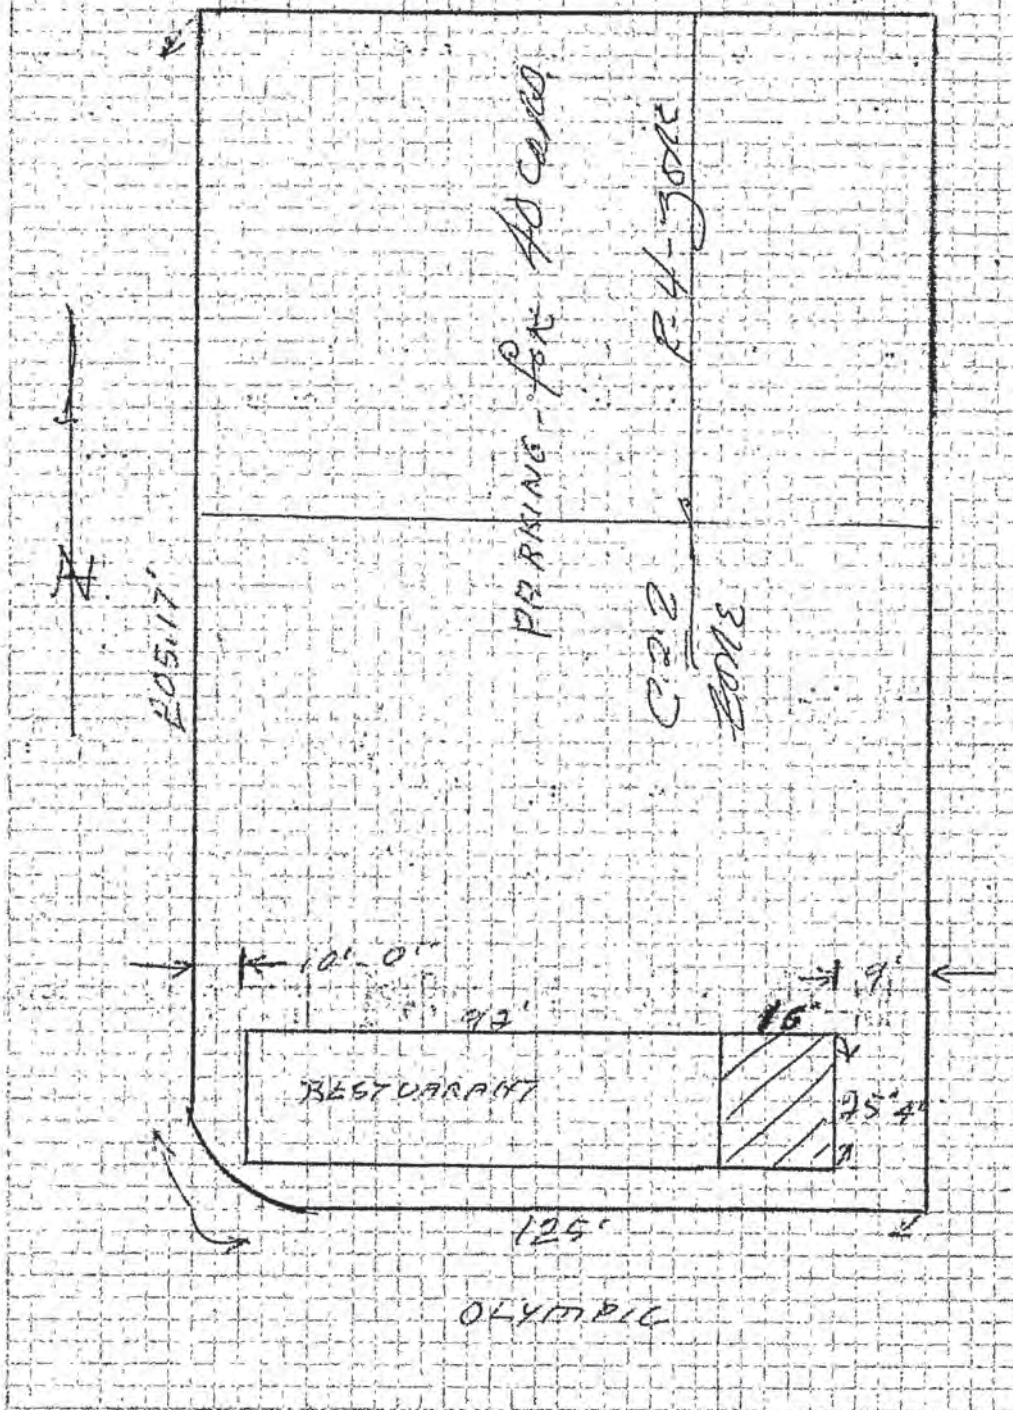 PARKING - for 40 CARS
R-4-ZONE
C-2-2
ZONE
N
205.17'
10'-0"
9'
92'
16'
RESTUARANT
25'4"
125'
OLYMPIC